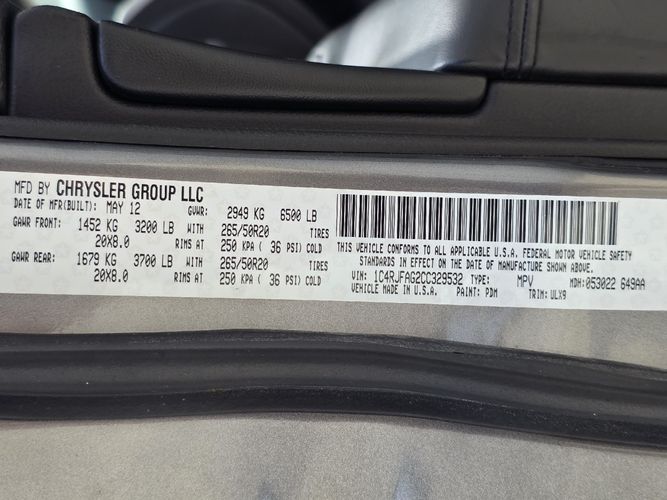 MFD BY CHRYSLER GROUP LLC
DATE OF MFR(BUILT): MAY 12 GVWR: 2949 KG 6500 LB
GAWR FRONT: 1452 KG 3200 LB WITH 265/50R20 TIRES
20X8.0 RIMS AT 250 KPA ( 36 PSI) COLD
GAWR REAR: 1679 KG 3700 LB WITH 265/50R20 TIRES
20X8.0 RIMS AT 250 KPA ( 36 PSI) COLD
THIS VEHICLE CONFORMS TO ALL APPLICABLE U.S.A. FEDERAL MOTOR VEHICLE SAFETY
STANDARDS IN EFFECT ON THE DATE OF MANUFACTURE SHOWN ABOVE.
VIN: 1C4RJFAG2CC329532 TYPE: MPV MDH: 053022 649AA
VEHICLE MADE IN U.S.A. PAINT: PDM TRIM: ULX9